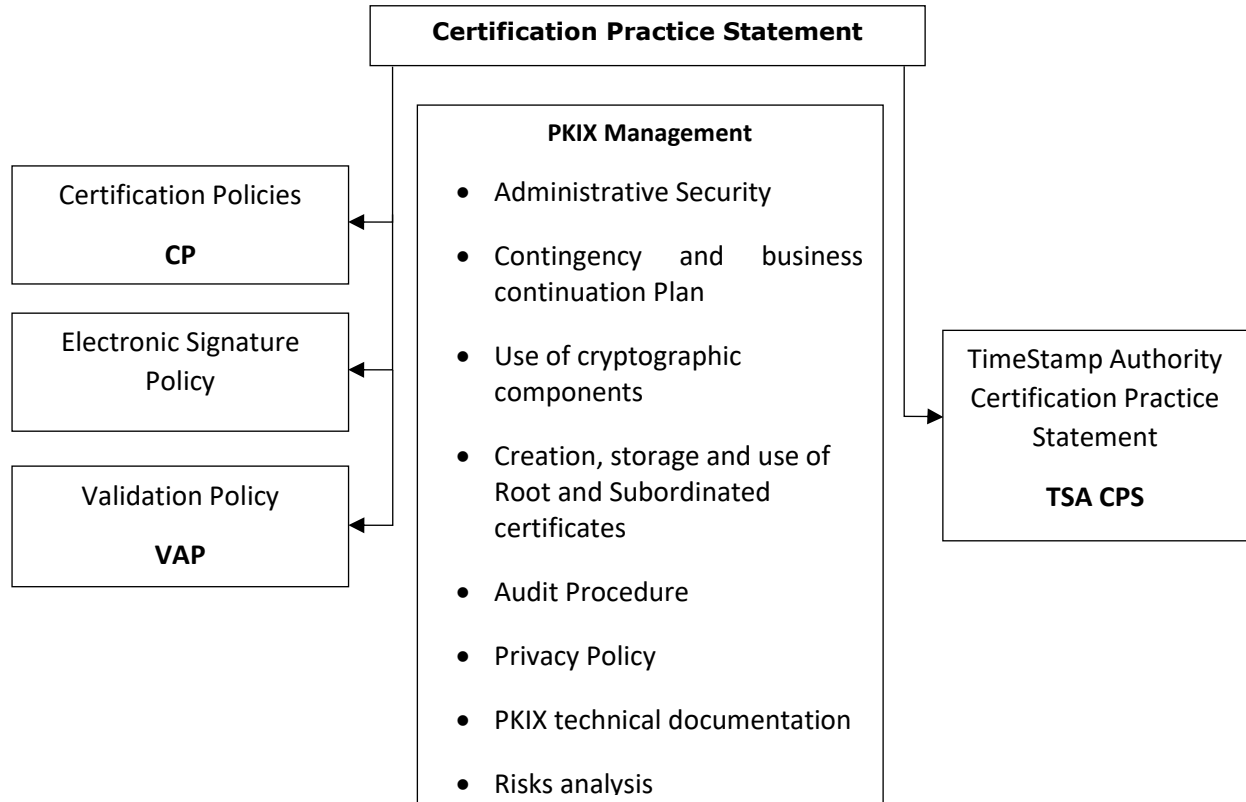 Certification Practice Statement
PKIX Management
• Administrative Security
• Contingency and business
continuation Plan
• Use of cryptographic
components
• Creation, storage and use of
Root and Subordinated
certificates
• Audit Procedure
• Privacy Policy
• PKIX technical documentation
• Risks analysis
Certification Policies
CP
Electronic Signature
Policy
Validation Policy
VAP
TimeStamp Authority
Certification Practice
Statement
TSA CPS